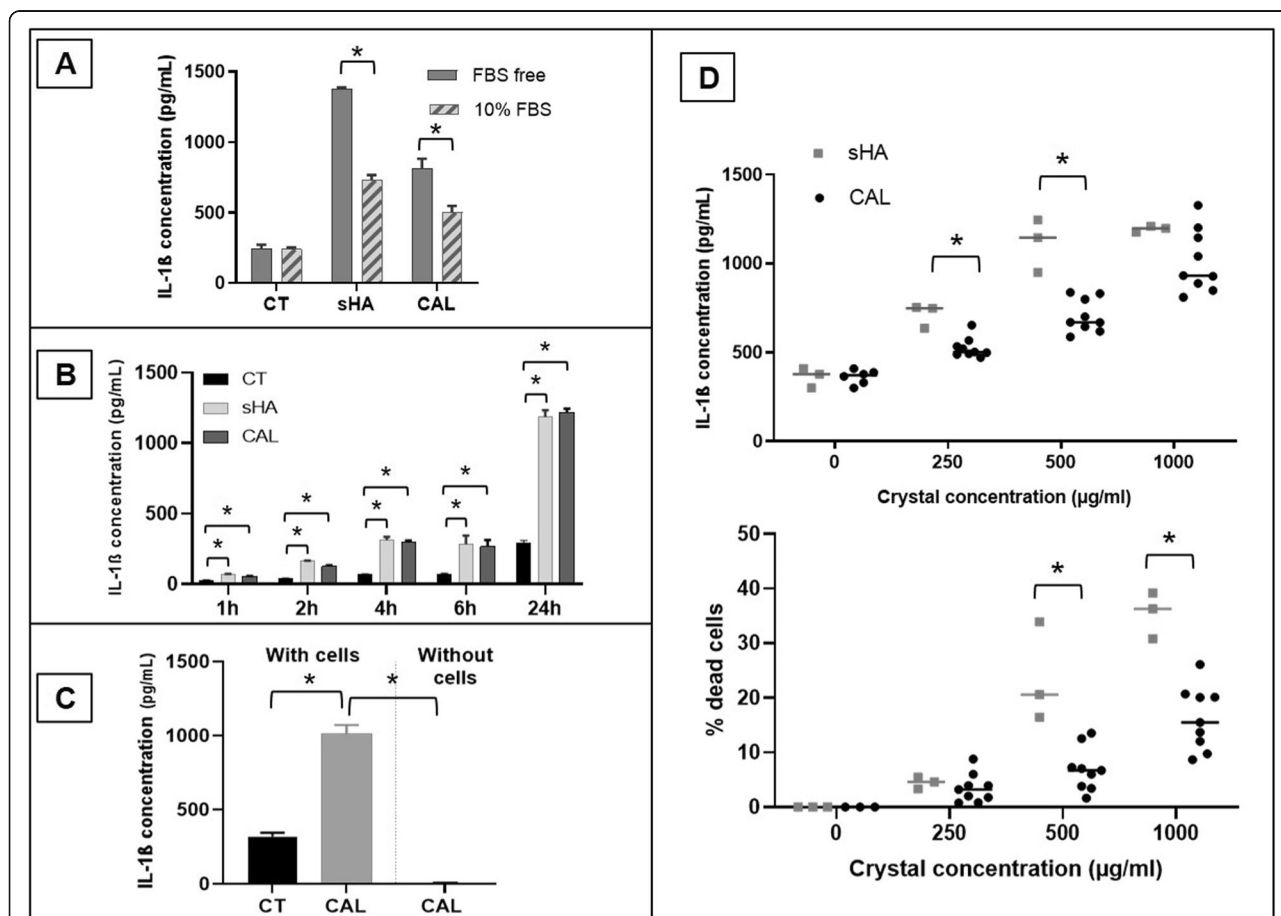 A
IL-1ß concentration (pg/mL)
1500
1000
500
0
*
*
FBS free
10% FBS
CT sHA CAL
B
IL-1ß concentration (pg/mL)
1500
1000
500
0
CT
sHA
CAL
* * * * * * * * * *
1h 2h 4h 6h 24h
C
IL-1ß concentration (pg/mL)
1500
1000
500
0
With cells
Without
cells
* *
CT CAL CAL
D
sHA
CAL
IL-1ß concentration (pg/mL)
1500
1000
500
0
* *
0 250 500 1000
Crystal concentration (µg/ml)
% dead cells
50
40
30
20
10
0
* *
0 250 500 1000
Crystal concentration (µg/ml)